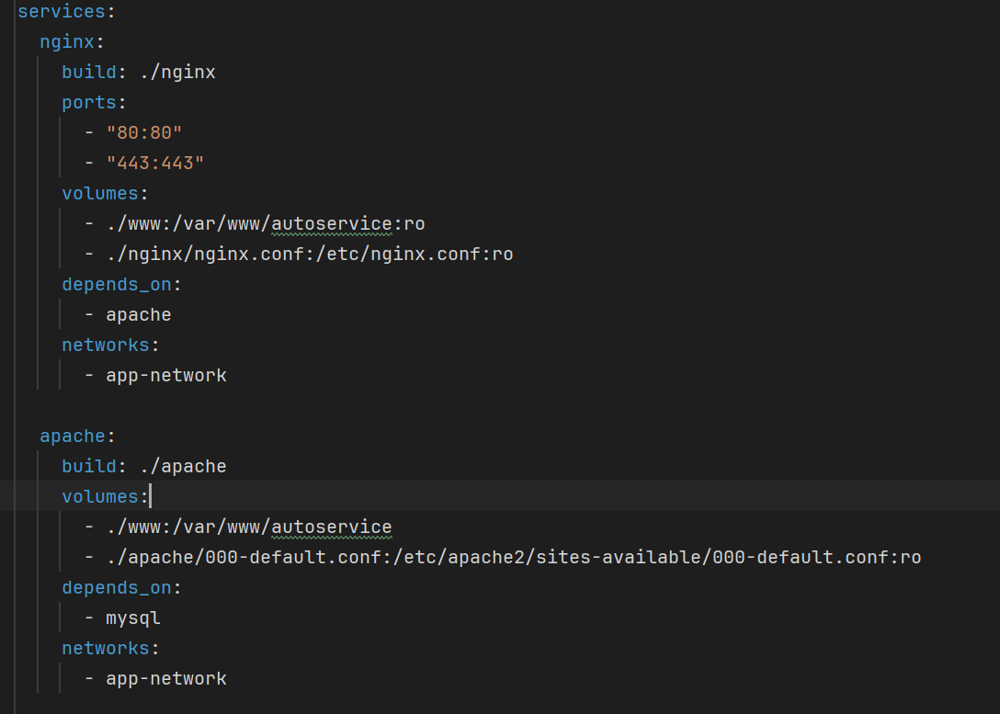 services:
  nginx:
    build: ./nginx
    ports:
      - "80:80"
      - "443:443"
    volumes:
      - ./www:/var/www/autoservice:ro
      - ./nginx/nginx.conf:/etc/nginx.conf:ro
    depends_on:
      - apache
    networks:
      - app-network

  apache:
    build: ./apache
    volumes:
      - ./www:/var/www/autoservice
      - ./apache/000-default.conf:/etc/apache2/sites-available/000-default.conf:ro
    depends_on:
      - mysql
    networks:
      - app-network